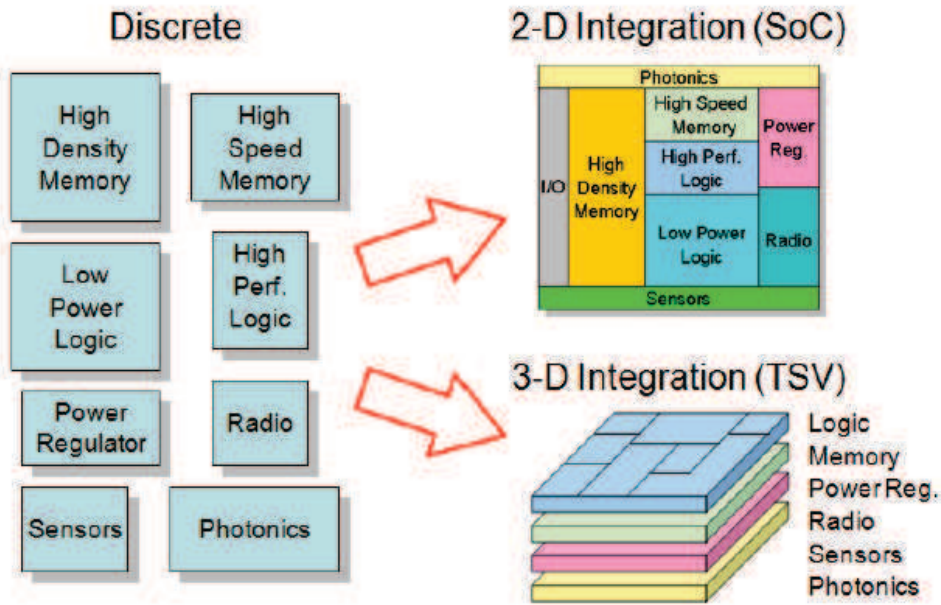 Discrete
High
Density
Memory
High
Speed
Memory
Low
Power
Logic
High
Perf.
Logic
Power
Regulator
Radio
Sensors
Photonics
2-D Integration (SoC)
Photonics
I/O
High
Density
Memory
High Speed
Memory
High Perf.
Logic
Low Power
Logic
Power
Reg.
Radio
Sensors
3-D Integration (TSV)
Logic
Memory
Power Reg.
Radio
Sensors
Photonics